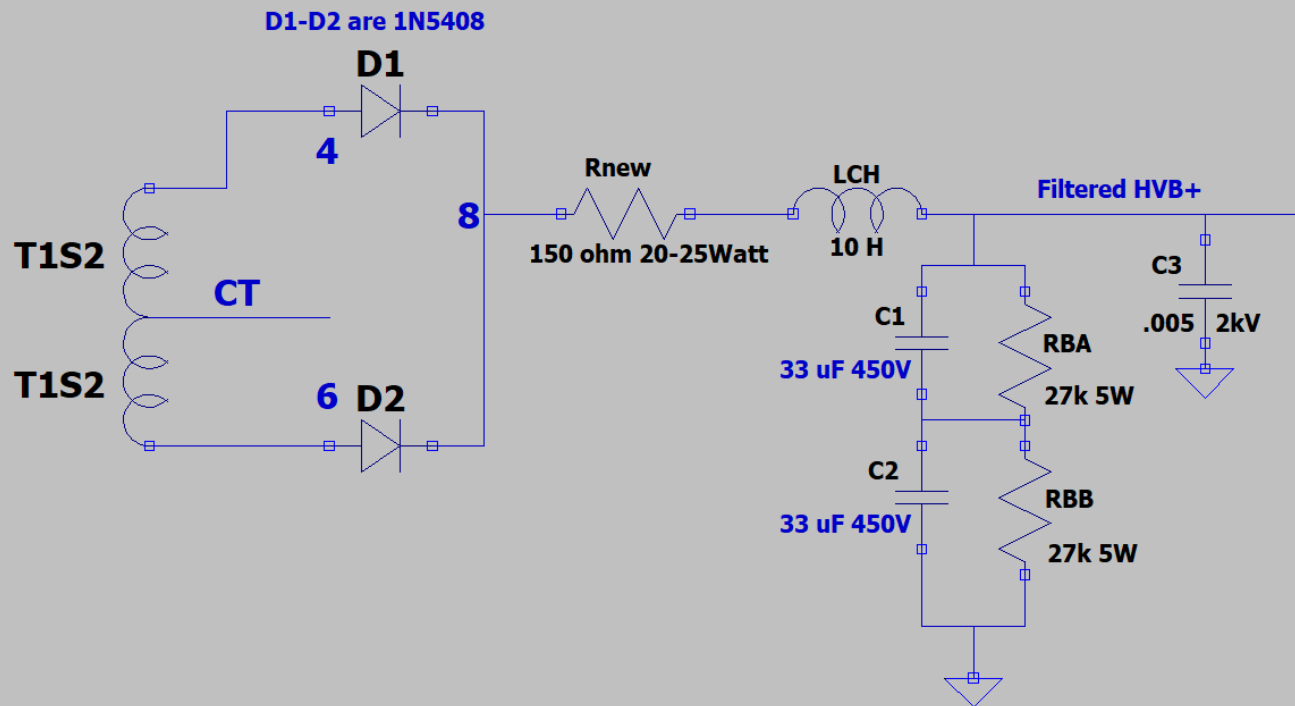 D1-D2 are 1N5408
D1
4
T1S2
CT
T1S2
6
D2
8
Rnew
150 ohm 20-25Watt
LCH
10 H
Filtered HVB+
C1
33 uF 450V
RBA
27k 5W
C2
33 uF 450V
RBB
27k 5W
C3
.005 2kV